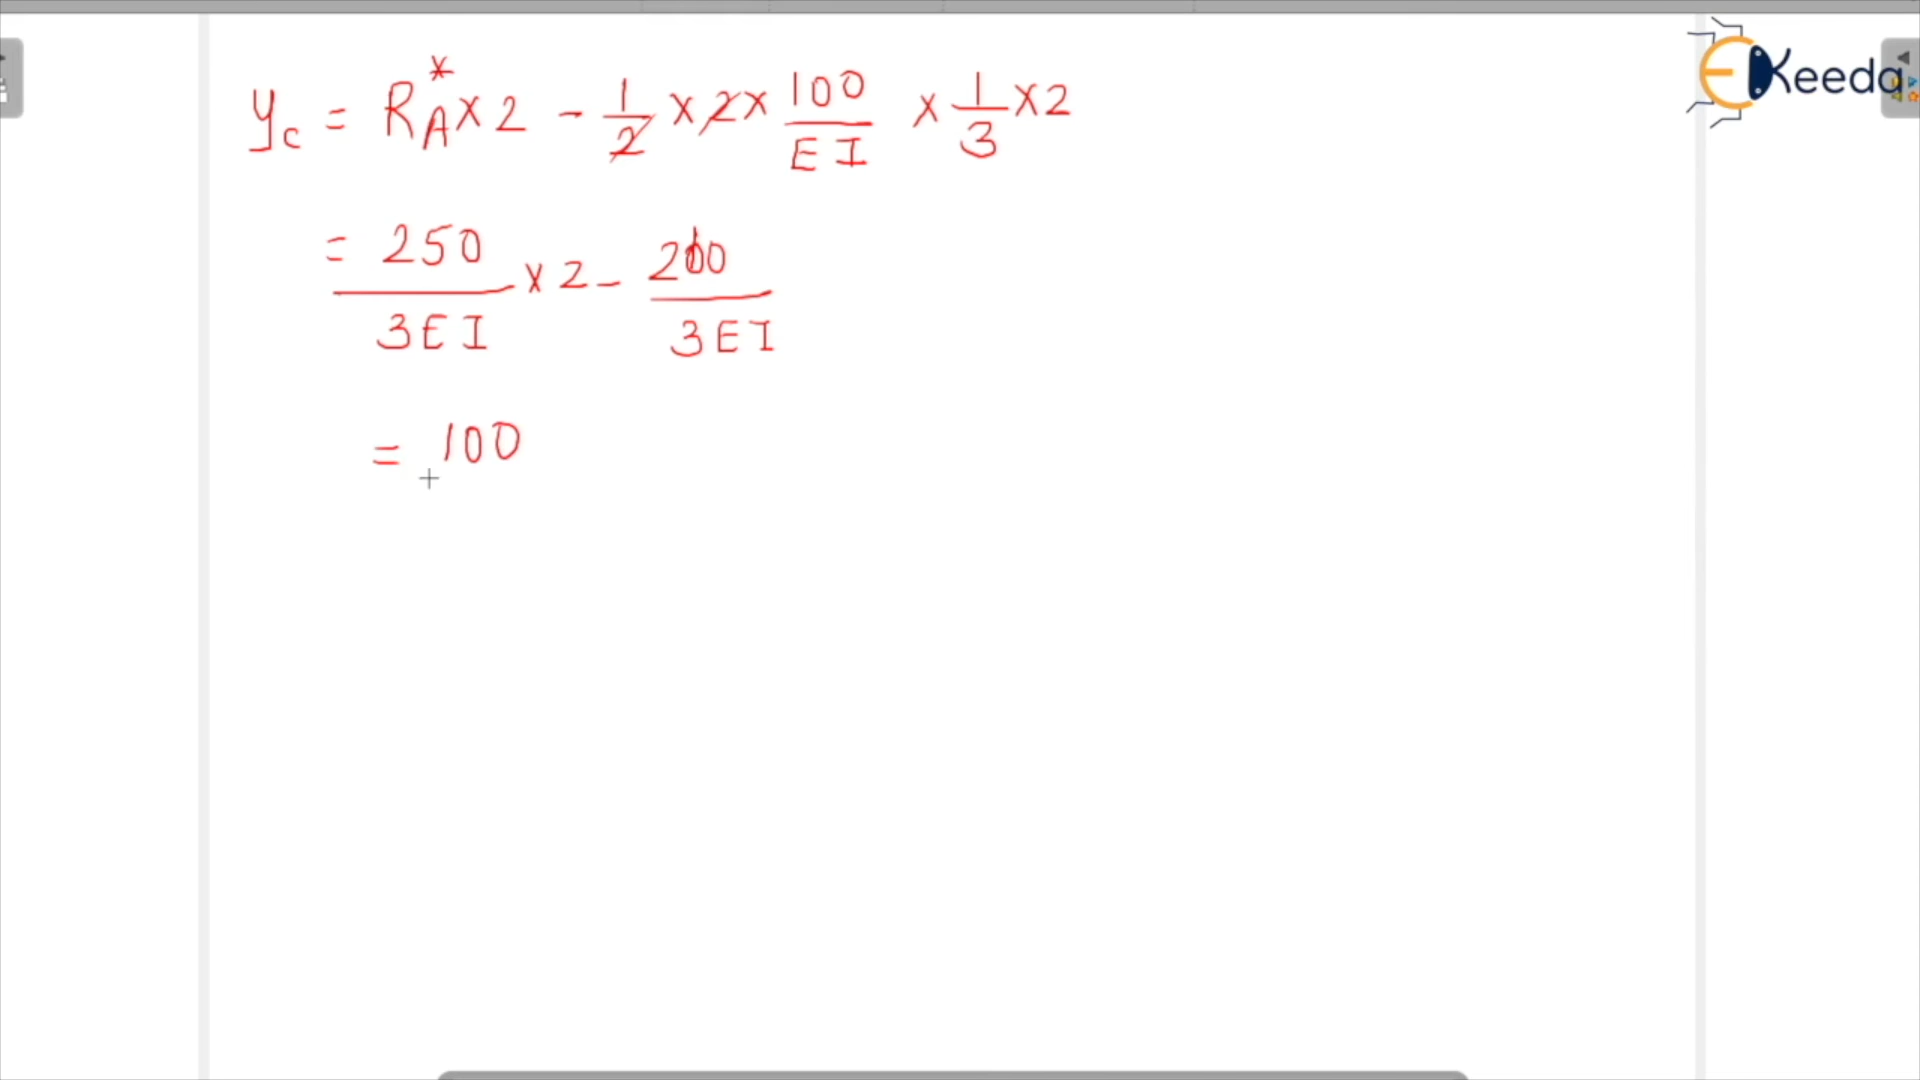 EKeeda
y_c = R_A^* × 2 - 1/2 × 2 × 100/EI × 1/3 × 2
= 250/3EI × 2 - 200/3EI
= 100